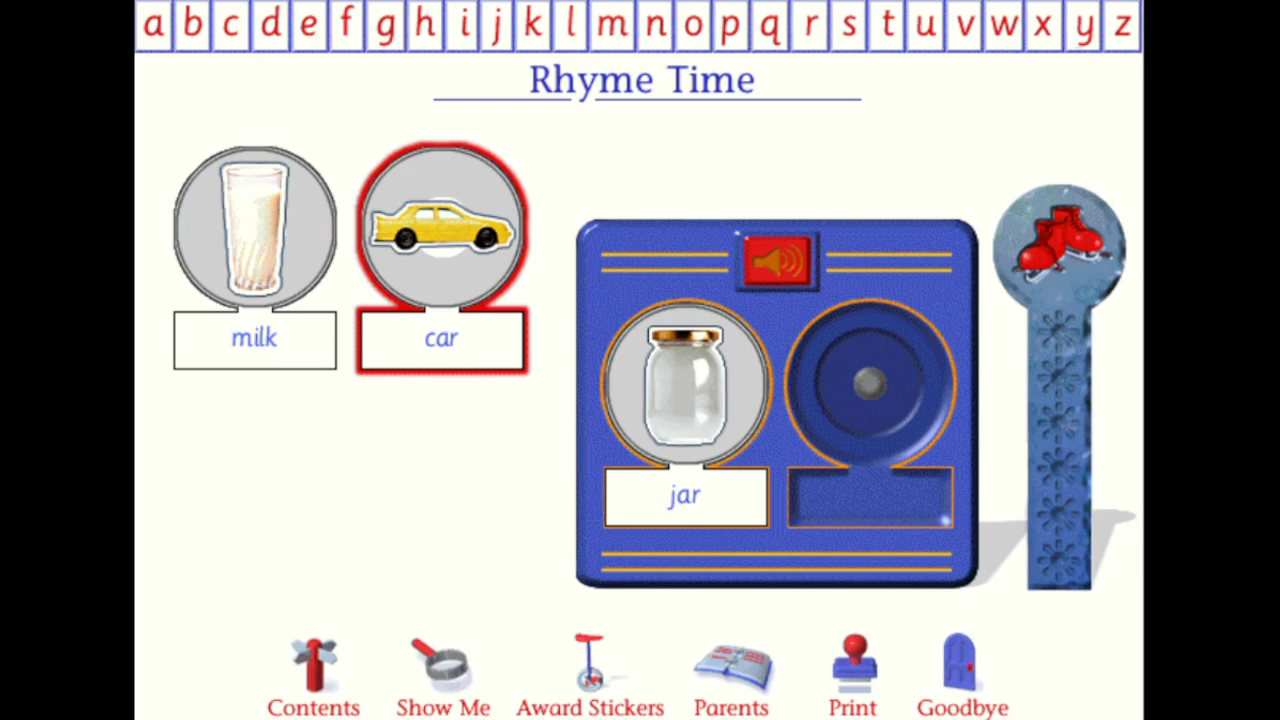 a b c d e f g h i j k l m n o p q r s t u v w x y z
Rhyme Time
milk
car
jar
Contents
Show Me
Award Stickers
Parents
Print
Goodbye